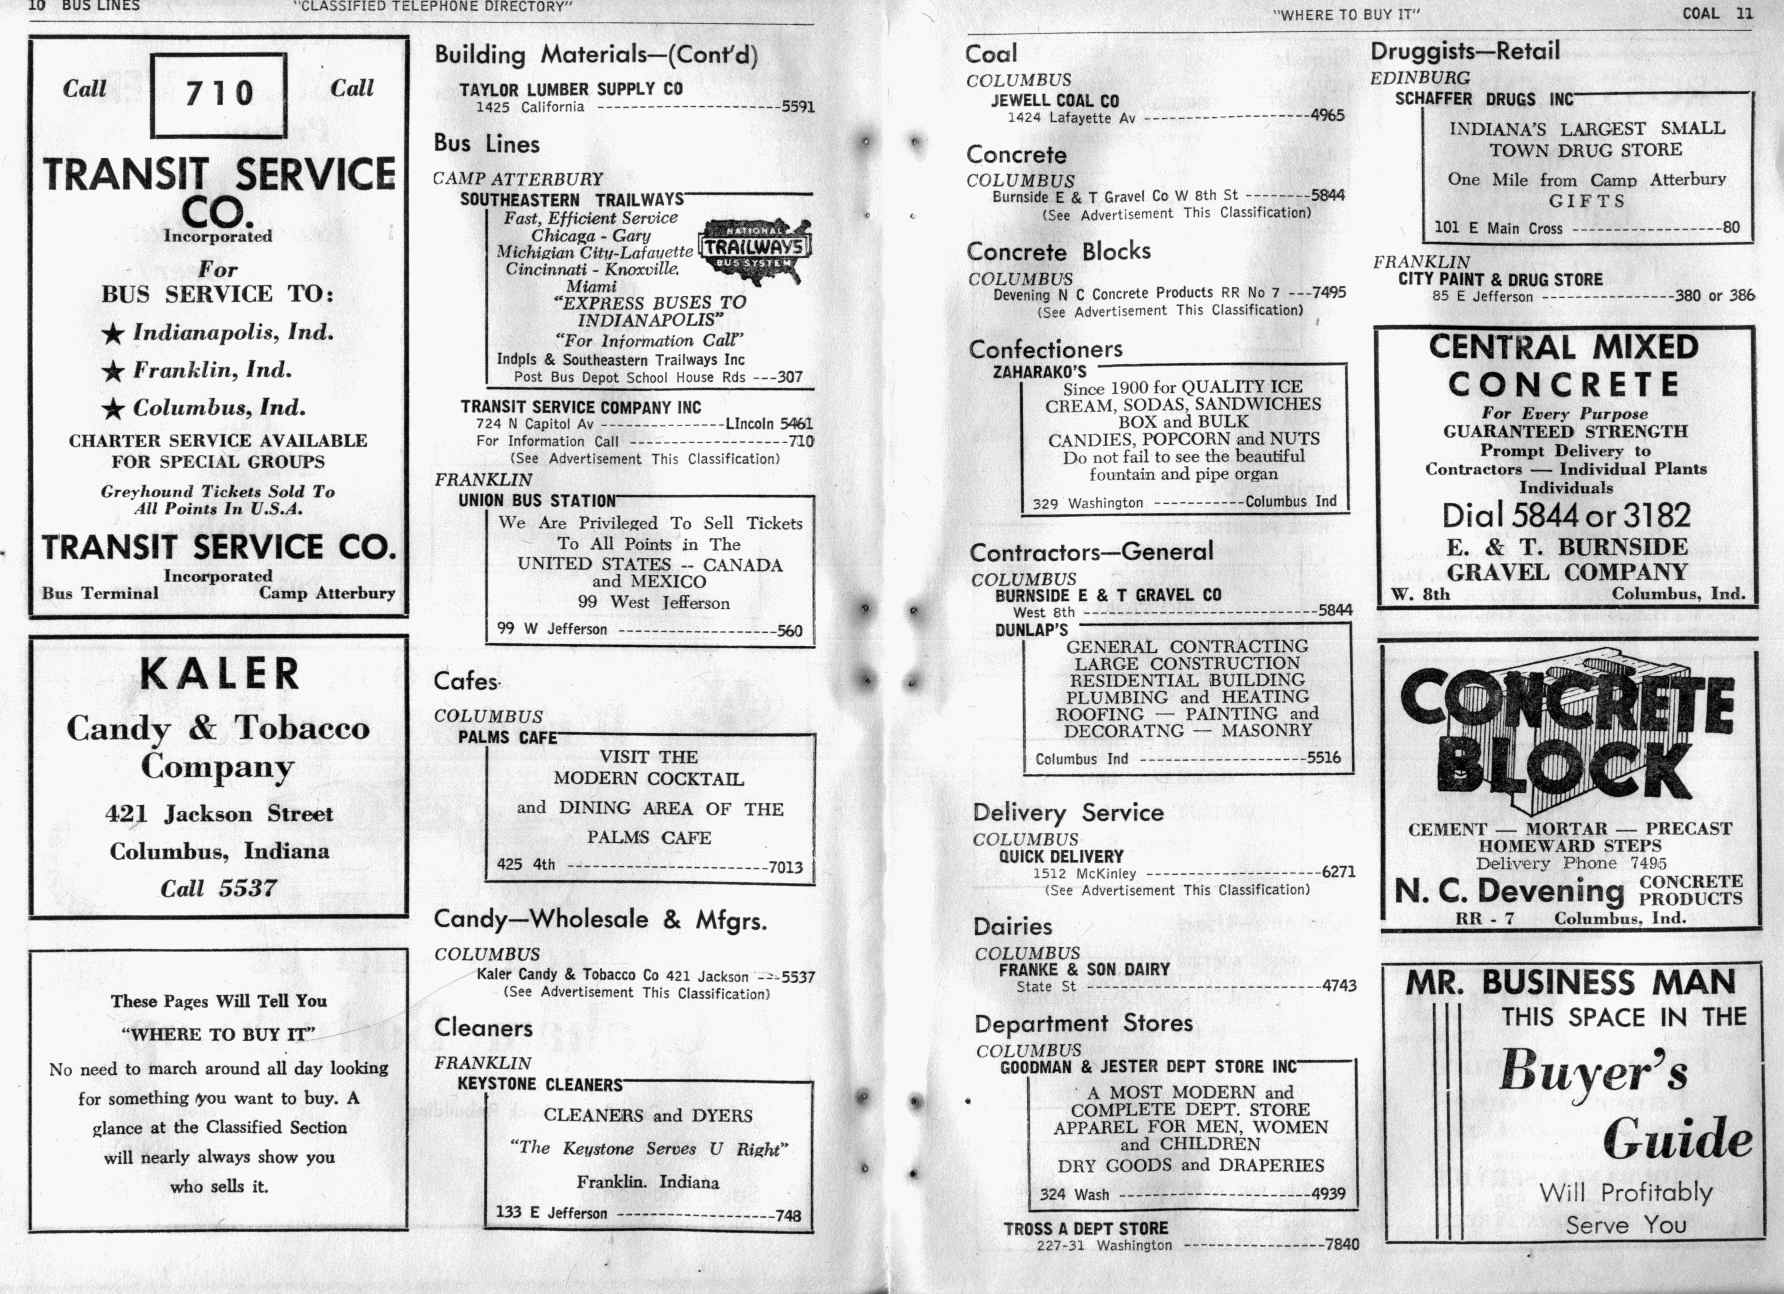 10 BUS LINES
"CLASSIFIED TELEPHONE DIRECTORY"
Call 710 Call
TRANSIT SERVICE
CO.
Incorporated
For
BUS SERVICE TO:
★ Indianapolis, Ind.
★ Franklin, Ind.
★ Columbus, Ind.
CHARTER SERVICE AVAILABLE
FOR SPECIAL GROUPS
Greyhound Tickets Sold To
All Points In U.S.A.
TRANSIT SERVICE CO.
Incorporated
Bus Terminal Camp Atterbury
KALER
Candy & Tobacco
Company
421 Jackson Street
Columbus, Indiana
Call 5537
These Pages Will Tell You
"WHERE TO BUY IT"
No need to march around all day looking
for something you want to buy. A
glance at the Classified Section
will nearly always show you
who sells it.
Building Materials—(Cont'd)
TAYLOR LUMBER SUPPLY CO
1425 California ----------------------5591
Bus Lines
CAMP ATTERBURY
SOUTHEASTERN TRAILWAYS
Fast, Efficient Service
Chicaga - Gary
Michigian City-Lafayette
Cincinnati - Knoxville,
Miami
NATIONAL
TRAILWAYS
BUS SYSTEM
"EXPRESS BUSES TO
INDIANAPOLIS"
"For Information Call"
Indpls & Southeastern Trailways Inc
Post Bus Depot School House Rds ---307
TRANSIT SERVICE COMPANY INC
724 N Capitol Av ---------------LIncoln 5461
For Information Call -------------------710
(See Advertisement This Classification)
FRANKLIN
UNION BUS STATION
We Are Privileged To Sell Tickets
To All Points in The
UNITED STATES -- CANADA
and MEXICO
99 West Jefferson
99 W Jefferson -------------------560
Cafes
COLUMBUS
PALMS CAFE
VISIT THE
MODERN COCKTAIL
and DINING AREA OF THE
PALMS CAFE
425 4th ------------------------7013
Candy—Wholesale & Mfgrs.
COLUMBUS
Kaler Candy & Tobacco Co 421 Jackson ---5537
(See Advertisement This Classification)
Cleaners
FRANKLIN
KEYSTONE CLEANERS
CLEANERS and DYERS
"The Keystone Serves U Right"
Franklin. Indiana
133 E Jefferson -------------------748
"WHERE TO BUY IT"
COAL 11
Coal
COLUMBUS
JEWELL COAL CO
1424 Lafayette Av --------------------4965
Concrete
COLUMBUS
Burnside E & T Gravel Co W 8th St --------5844
(See Advertisement This Classification)
Concrete Blocks
COLUMBUS
Devening N C Concrete Products RR No 7 ---7495
(See Advertisement This Classification)
Confectioners
ZAHARAKO'S
Since 1900 for QUALITY ICE
CREAM, SODAS, SANDWICHES
BOX and BULK
CANDIES, POPCORN and NUTS
Do not fail to see the beautiful
fountain and pipe organ
329 Washington -----------Columbus Ind
Contractors—General
COLUMBUS
BURNSIDE E & T GRAVEL CO
West 8th ----------------------------5844
DUNLAP'S
GENERAL CONTRACTING
LARGE CONSTRUCTION
RESIDENTIAL BUILDING
PLUMBING and HEATING
ROOFING — PAINTING and
DECORATNG — MASONRY
Columbus Ind --------------------5516
Delivery Service
COLUMBUS
QUICK DELIVERY
1512 McKinley ---------------------6271
(See Advertisement This Classification)
Dairies
COLUMBUS
FRANKE & SON DAIRY
State St ----------------------------4743
Department Stores
COLUMBUS
GOODMAN & JESTER DEPT STORE INC
A MOST MODERN and
COMPLETE DEPT. STORE
APPAREL FOR MEN, WOMEN
and CHILDREN
DRY GOODS and DRAPERIES
324 Wash -----------------------4939
TROSS A DEPT STORE
227-31 Washington -----------------7840
Druggists—Retail
EDINBURG
SCHAFFER DRUGS INC
INDIANA'S LARGEST SMALL
TOWN DRUG STORE
One Mile from Camp Atterbury
GIFTS
101 E Main Cross ------------------80
FRANKLIN
CITY PAINT & DRUG STORE
85 E Jefferson ----------------380 or 386
CENTRAL MIXED
CONCRETE
For Every Purpose
GUARANTEED STRENGTH
Prompt Delivery to
Contractors — Individual Plants
Individuals
Dial 5844 or 3182
E. & T. BURNSIDE
GRAVEL COMPANY
W. 8th Columbus, Ind.
CONCRETE
BLOCK
CEMENT — MORTAR — PRECAST
HOMEWARD STEPS
Delivery Phone 7495
N. C. Devening CONCRETE PRODUCTS
RR - 7 Columbus, Ind.
MR. BUSINESS MAN
THIS SPACE IN THE
Buyer's
Guide
Will Profitably
Serve You